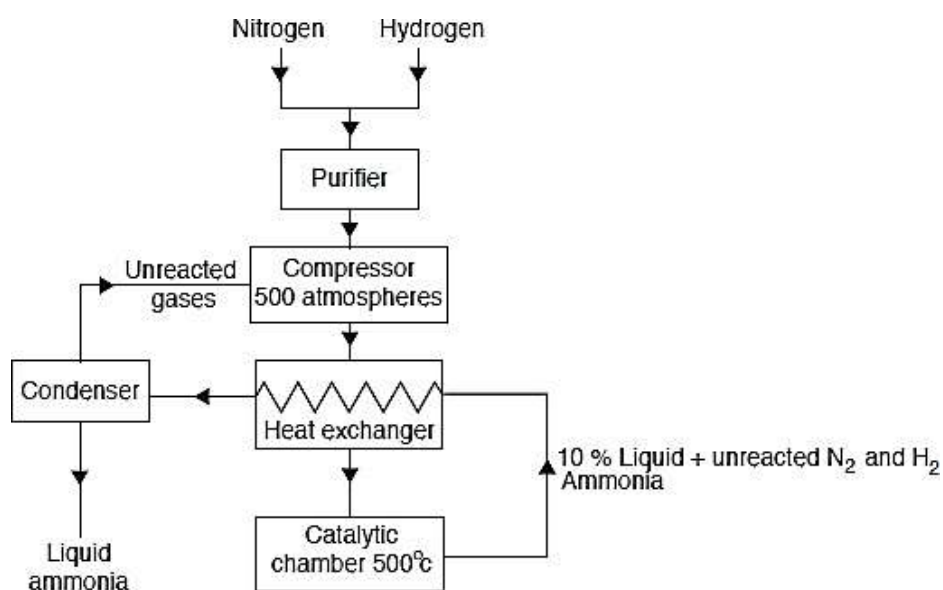 Nitrogen
Hydrogen
Purifier
Compressor
500 atmospheres
Unreacted
gases
Condenser
Heat exchanger
10 % Liquid + unreacted N₂ and H₂
Ammonia
Catalytic
chamber 500°c
Liquid
ammonia